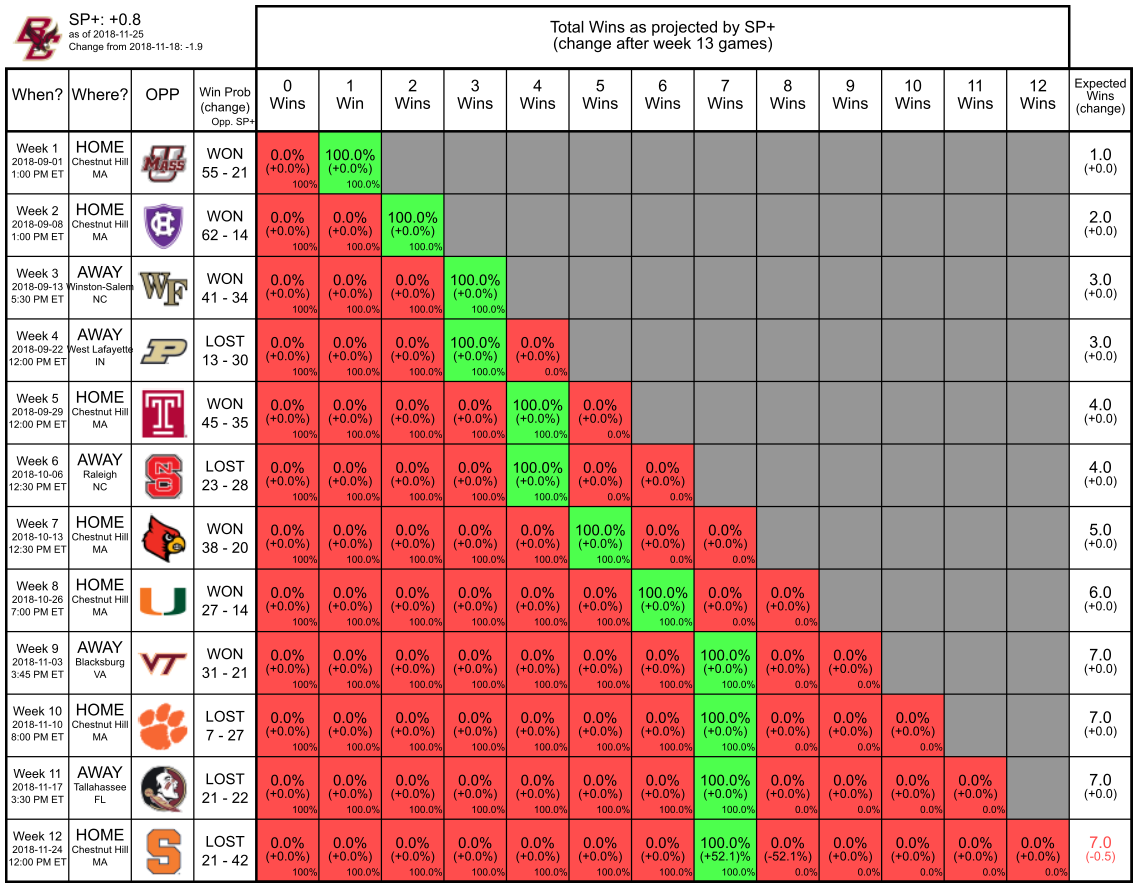 SP+: +0.8
as of 2018-11-25
Change from 2018-11-18: -1.9
Total Wins as projected by SP+
(change after week 13 games)
When? Where? OPP Win Prob (change) Opp. SP+ 0 Wins 1 Win 2 Wins 3 Wins 4 Wins 5 Wins 6 Wins 7 Wins 8 Wins 9 Wins 10 Wins 11 Wins 12 Wins Expected Wins (change)
Week 1 HOME MASS WON 0.0% 100.0% 1.0
2018-09-01 Chestnut Hill 55 - 21 (+0.0%) (+0.0%) (+0.0)
1:00 PM ET MA 100% 100.0%
Week 2 HOME HC WON 0.0% 0.0% 100.0% 2.0
2018-09-08 Chestnut Hill 62 - 14 (+0.0%) (+0.0%) (+0.0%) (+0.0)
1:00 PM ET MA 100% 100.0% 100.0%
Week 3 AWAY WF WON 0.0% 0.0% 0.0% 100.0% 3.0
2018-09-13 Winston-Salem 41 - 34 (+0.0%) (+0.0%) (+0.0%) (+0.0%) (+0.0)
5:30 PM ET NC 100% 100.0% 100.0% 100.0%
Week 4 AWAY P LOST 0.0% 0.0% 0.0% 100.0% 0.0% 3.0
2018-09-22 West Lafayette 13 - 30 (+0.0%) (+0.0%) (+0.0%) (+0.0%) (+0.0%) (+0.0)
12:00 PM ET IN 100% 100.0% 100.0% 100.0% 0.0%
Week 5 HOME T WON 0.0% 0.0% 0.0% 0.0% 100.0% 0.0% 4.0
2018-09-29 Chestnut Hill 45 - 35 (+0.0%) (+0.0%) (+0.0%) (+0.0%) (+0.0%) (+0.0%) (+0.0)
12:00 PM ET MA 100% 100.0% 100.0% 100.0% 100.0% 0.0%
Week 6 AWAY NCS LOST 0.0% 0.0% 0.0% 0.0% 100.0% 0.0% 0.0% 4.0
2018-10-06 Raleigh 23 - 28 (+0.0%) (+0.0%) (+0.0%) (+0.0%) (+0.0%) (+0.0%) (+0.0%) (+0.0)
12:30 PM ET NC 100% 100.0% 100.0% 100.0% 100.0% 0.0% 0.0%
Week 7 HOME WON 0.0% 0.0% 0.0% 0.0% 0.0% 100.0% 0.0% 0.0% 5.0
2018-10-13 Chestnut Hill 38 - 20 (+0.0%) (+0.0%) (+0.0%) (+0.0%) (+0.0%) (+0.0%) (+0.0%) (+0.0%) (+0.0)
12:30 PM ET MA 100% 100.0% 100.0% 100.0% 100.0% 100.0% 0.0% 0.0%
Week 8 HOME U WON 0.0% 0.0% 0.0% 0.0% 0.0% 0.0% 100.0% 0.0% 0.0% 6.0
2018-10-26 Chestnut Hill 27 - 14 (+0.0%) (+0.0%) (+0.0%) (+0.0%) (+0.0%) (+0.0%) (+0.0%) (+0.0%) (+0.0%) (+0.0)
7:00 PM ET MA 100% 100.0% 100.0% 100.0% 100.0% 100.0% 100.0% 0.0% 0.0%
Week 9 AWAY VT WON 0.0% 0.0% 0.0% 0.0% 0.0% 0.0% 0.0% 100.0% 0.0% 0.0% 7.0
2018-11-03 Blacksburg 31 - 21 (+0.0%) (+0.0%) (+0.0%) (+0.0%) (+0.0%) (+0.0%) (+0.0%) (+0.0%) (+0.0%) (+0.0%) (+0.0)
3:45 PM ET VA 100% 100.0% 100.0% 100.0% 100.0% 100.0% 100.0% 100.0% 0.0% 0.0%
Week 10 HOME LOST 0.0% 0.0% 0.0% 0.0% 0.0% 0.0% 0.0% 100.0% 0.0% 0.0% 0.0% 7.0
2018-11-10 Chestnut Hill 7 - 27 (+0.0%) (+0.0%) (+0.0%) (+0.0%) (+0.0%) (+0.0%) (+0.0%) (+0.0%) (+0.0%) (+0.0%) (+0.0%) (+0.0)
8:00 PM ET MA 100% 100.0% 100.0% 100.0% 100.0% 100.0% 100.0% 100.0% 0.0% 0.0% 0.0%
Week 11 AWAY LOST 0.0% 0.0% 0.0% 0.0% 0.0% 0.0% 0.0% 100.0% 0.0% 0.0% 0.0% 0.0% 7.0
2018-11-17 Tallahassee 21 - 22 (+0.0%) (+0.0%) (+0.0%) (+0.0%) (+0.0%) (+0.0%) (+0.0%) (+0.0%) (+0.0%) (+0.0%) (+0.0%) (+0.0%) (+0.0)
3:30 PM ET FL 100% 100.0% 100.0% 100.0% 100.0% 100.0% 100.0% 100.0% 0.0% 0.0% 0.0% 0.0%
Week 12 HOME S LOST 0.0% 0.0% 0.0% 0.0% 0.0% 0.0% 0.0% 100.0% 0.0% 0.0% 0.0% 0.0% 0.0% 7.0
2018-11-24 Chestnut Hill 21 - 42 (+0.0%) (+0.0%) (+0.0%) (+0.0%) (+0.0%) (+0.0%) (+0.0%) (+52.1)% (-52.1%) (+0.0%) (+0.0%) (+0.0%) (+0.0%) (-0.5)
12:00 PM ET MA 100% 100.0% 100.0% 100.0% 100.0% 100.0% 100.0% 100.0% 0.0% 0.0% 0.0% 0.0% 0.0%